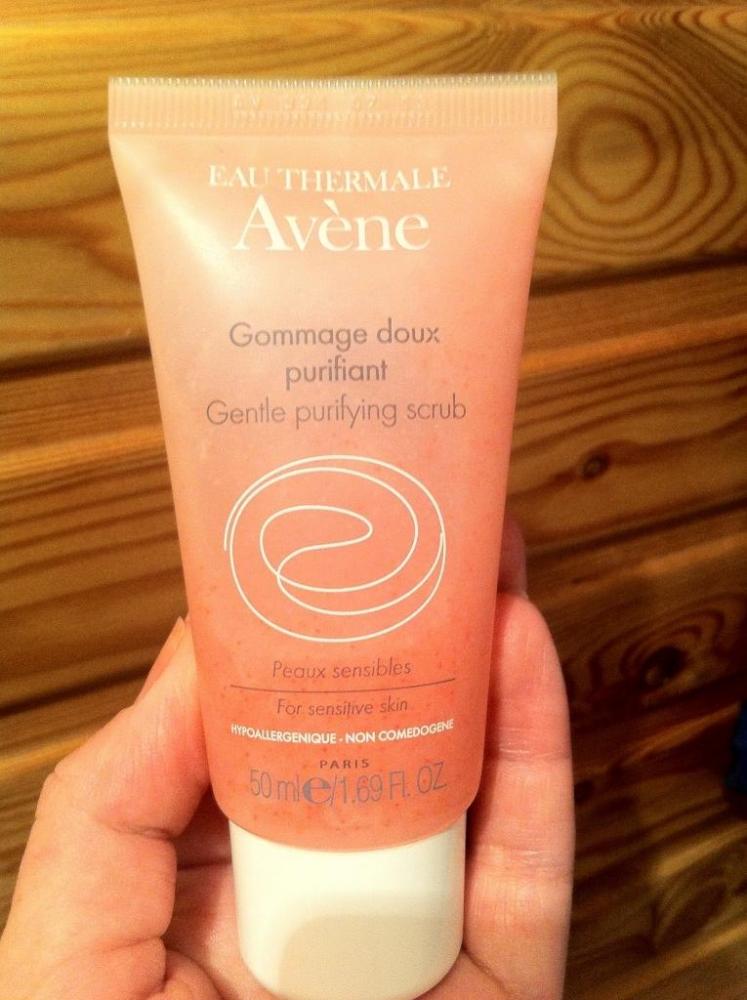 EAU THERMALE
Avène
Gommage doux
purifiant
Gentle purifying scrub
Peaux sensibles
For sensitive skin
HYPOALLERGENIQUE - NON COMEDOGENE
PARIS
50 ml e/1.69 Fl. OZ